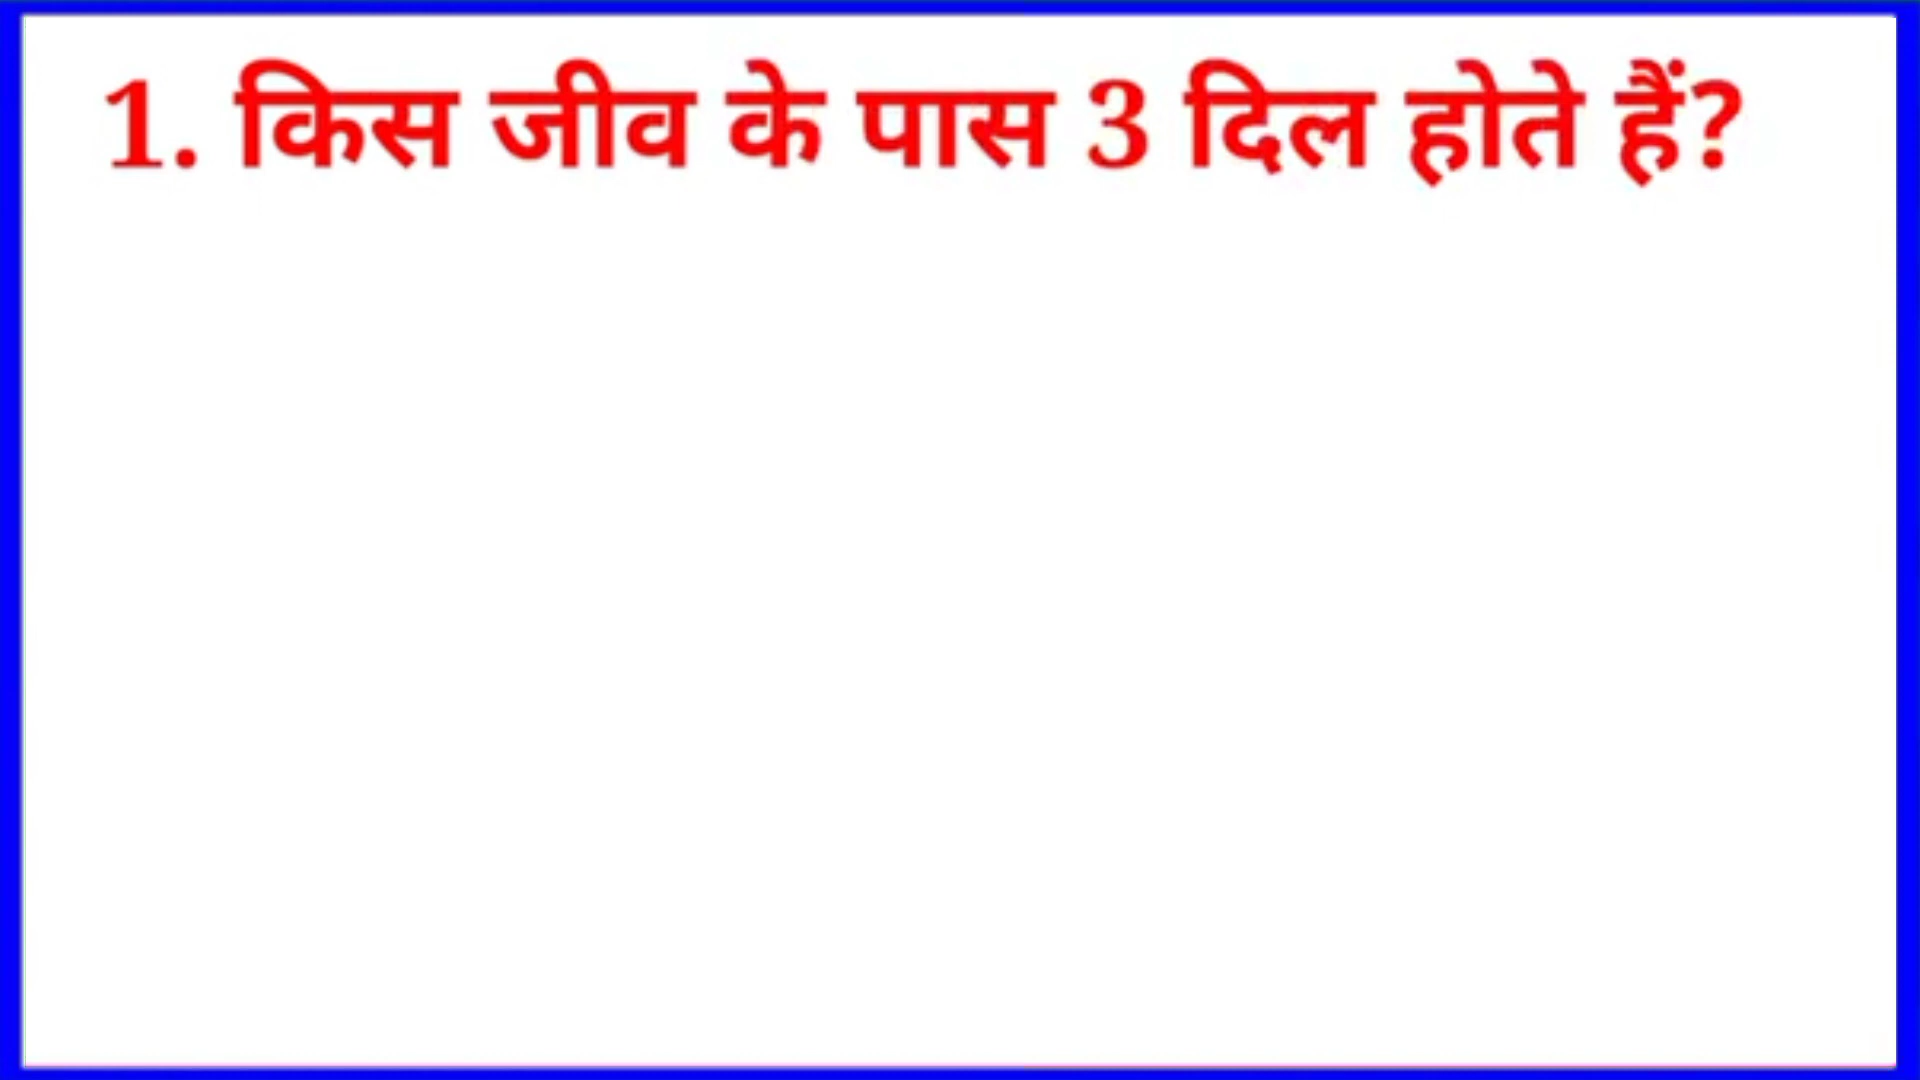 1. किस जीव के पास 3 दिल होते हैं?